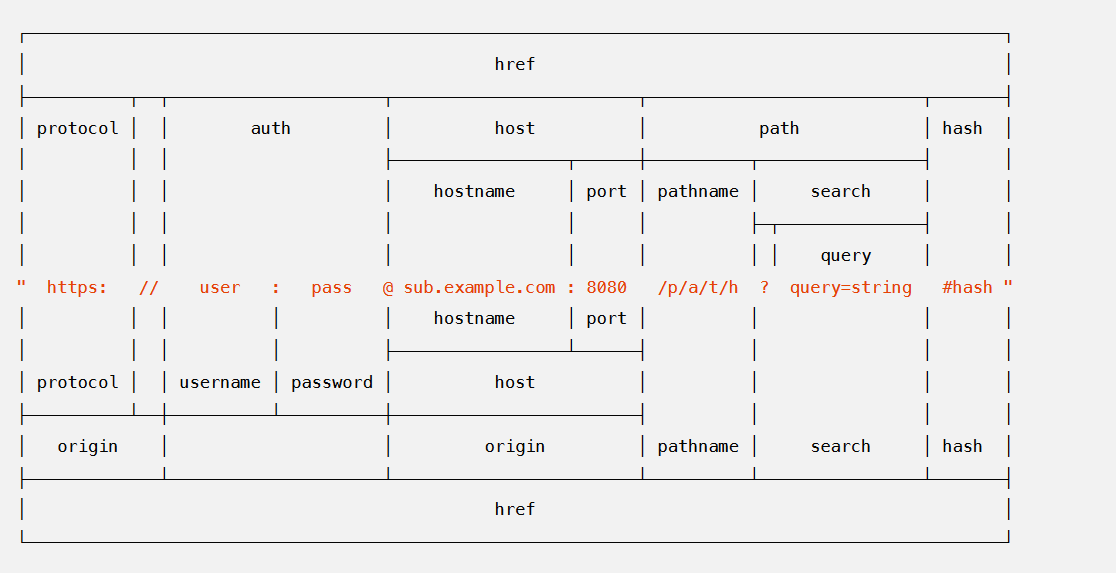 href
protocol auth host path hash
hostname port pathname search
query
" https: // user : pass @ sub.example.com : 8080 /p/a/t/h ? query=string #hash "
hostname port
protocol username password host
origin origin pathname search hash
href